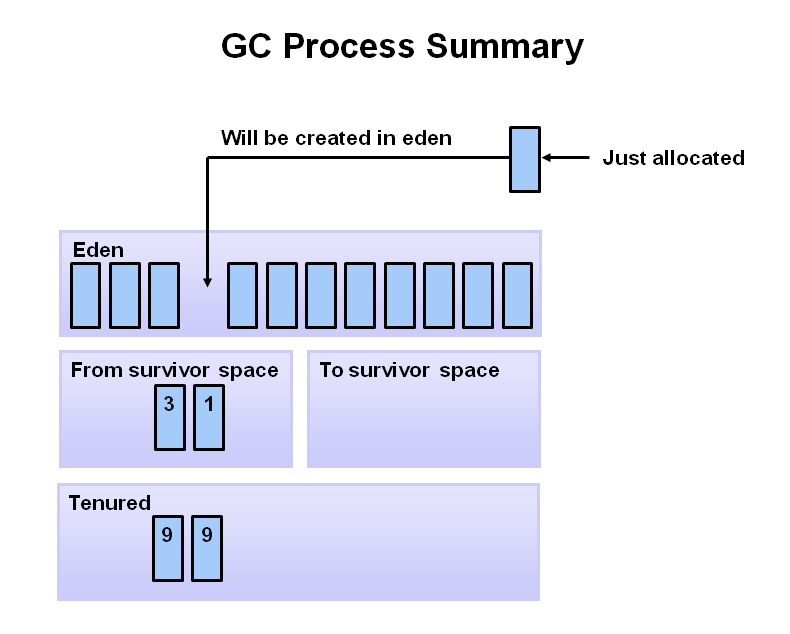 GC Process Summary
Will be created in eden
Just allocated
Eden
From survivor space
To survivor space
3 1
Tenured
9 9